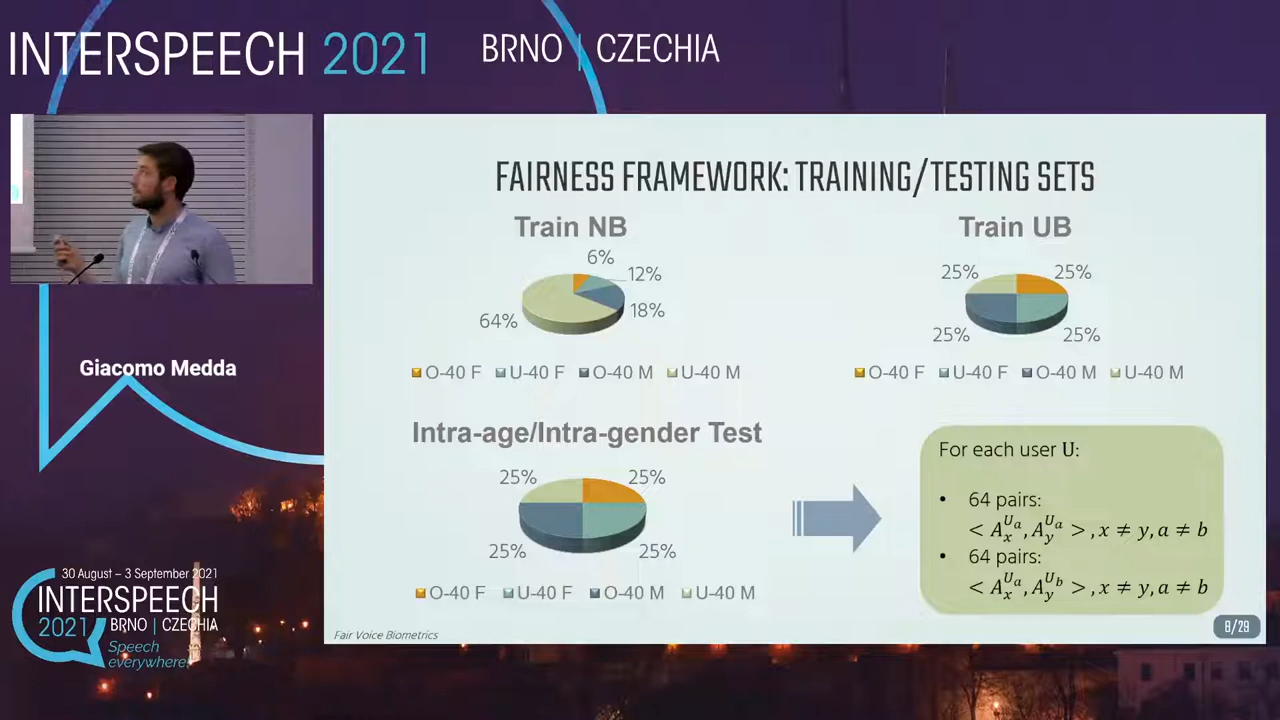 INTERSPEECH 2021 BRNO | CZECHIA
Giacomo Medda
30 August – 3 September 2021
INTERSPEECH
2021 BRNO | CZECHIA
Speech
everywhere!
FAIRNESS FRAMEWORK: TRAINING/TESTING SETS
Train NB
6%
12%
18%
64%
O-40 F U-40 F O-40 M U-40 M
Train UB
25% 25%
25% 25%
O-40 F U-40 F O-40 M U-40 M
Intra-age/Intra-gender Test
25% 25%
25% 25%
O-40 F U-40 F O-40 M U-40 M
For each user U:
• 64 pairs:
< A_x^{U_a}, A_y^{U_a} >, x ≠ y, a ≠ b
• 64 pairs:
< A_x^{U_a}, A_y^{U_b} >, x ≠ y, a ≠ b
Fair Voice Biometrics
8/29